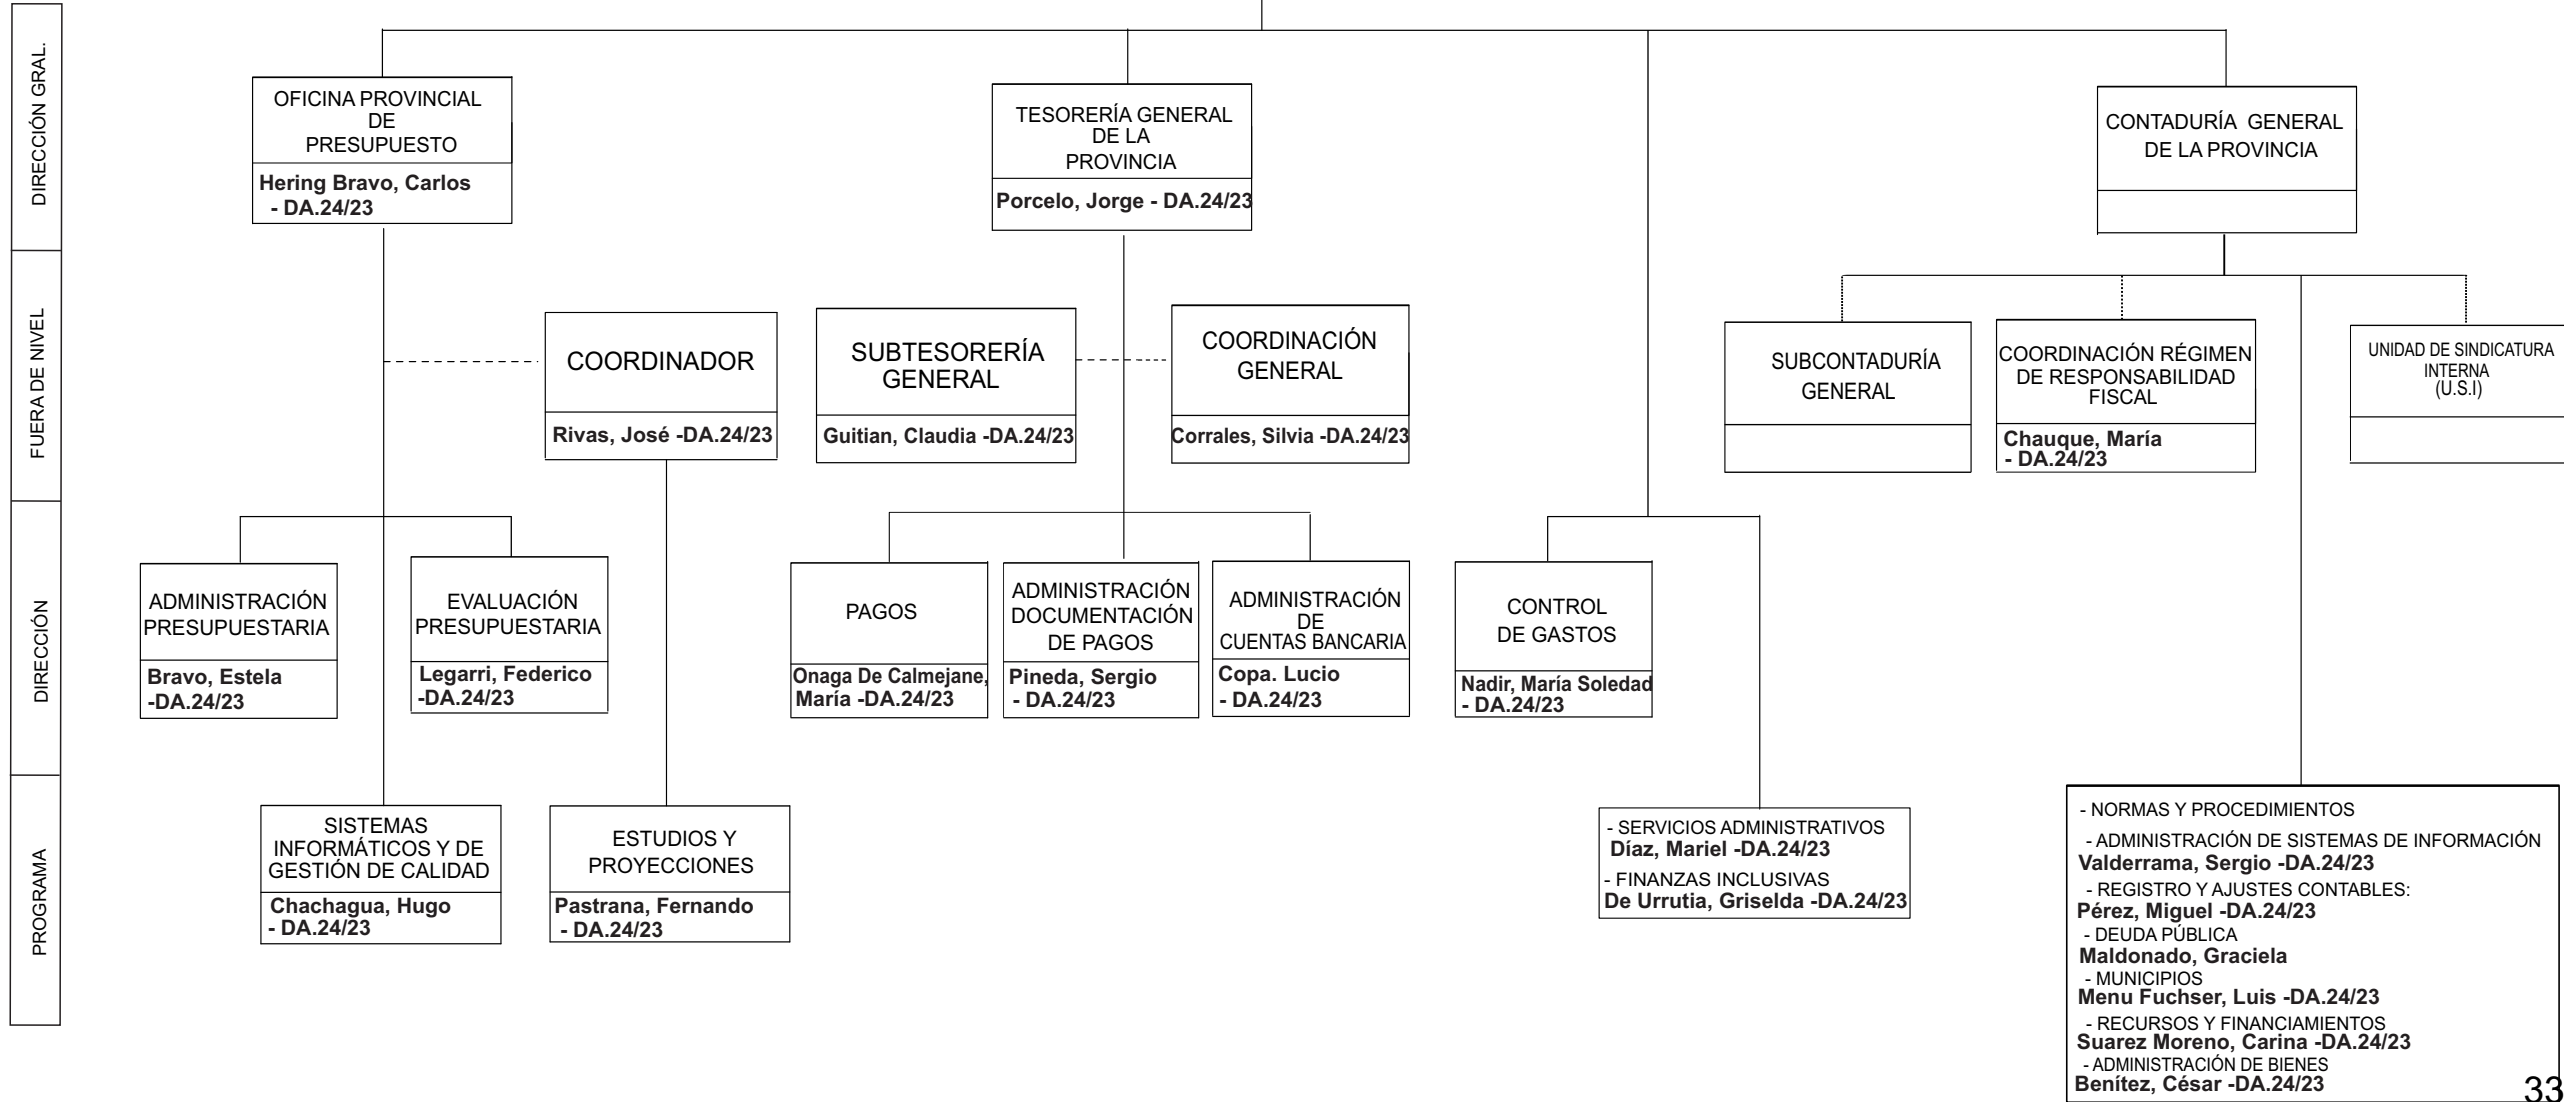 DIRECCIÓN GRAL.
OFICINA PROVINCIAL
DE
PRESUPUESTO
Hering Bravo, Carlos
- DA.24/23
TESORERÍA GENERAL
DE LA
PROVINCIA
Porcelo, Jorge - DA.24/23
CONTADURÍA GENERAL
DE LA PROVINCIA
FUERA DE NIVEL
COORDINADOR
Rivas, José -DA.24/23
SUBTESORERÍA
GENERAL
Guitian, Claudia -DA.24/23
COORDINACIÓN
GENERAL
Corrales, Silvia -DA.24/23
SUBCONTADURÍA
GENERAL
COORDINACIÓN RÉGIMEN
DE RESPONSABILIDAD
FISCAL
Chauque, María
- DA.24/23
UNIDAD DE SINDICATURA
INTERNA
(U.S.I)
DIRECCIÓN
ADMINISTRACIÓN
PRESUPUESTARIA
Bravo, Estela
-DA.24/23
EVALUACIÓN
PRESUPUESTARIA
Legarri, Federico
-DA.24/23
PAGOS
Onaga De Calmejane,
María -DA.24/23
ADMINISTRACIÓN
DOCUMENTACIÓN
DE PAGOS
Pineda, Sergio
- DA.24/23
ADMINISTRACIÓN
DE
CUENTAS BANCARIA
Copa. Lucio
- DA.24/23
CONTROL
DE GASTOS
Nadir, María Soledad
- DA.24/23
PROGRAMA
SISTEMAS
INFORMÁTICOS Y DE
GESTIÓN DE CALIDAD
Chachagua, Hugo
- DA.24/23
ESTUDIOS Y
PROYECCIONES
Pastrana, Fernando
- DA.24/23
- SERVICIOS ADMINISTRATIVOS
Díaz, Mariel -DA.24/23
- FINANZAS INCLUSIVAS
De Urrutia, Griselda -DA.24/23
- NORMAS Y PROCEDIMIENTOS
- ADMINISTRACIÓN DE SISTEMAS DE INFORMACIÓN
Valderrama, Sergio -DA.24/23
- REGISTRO Y AJUSTES CONTABLES:
Pérez, Miguel -DA.24/23
- DEUDA PÚBLICA
Maldonado, Graciela
- MUNICIPIOS
Menu Fuchser, Luis -DA.24/23
- RECURSOS Y FINANCIAMIENTOS
Suarez Moreno, Carina -DA.24/23
- ADMINISTRACIÓN DE BIENES
Benítez, César -DA.24/23
33